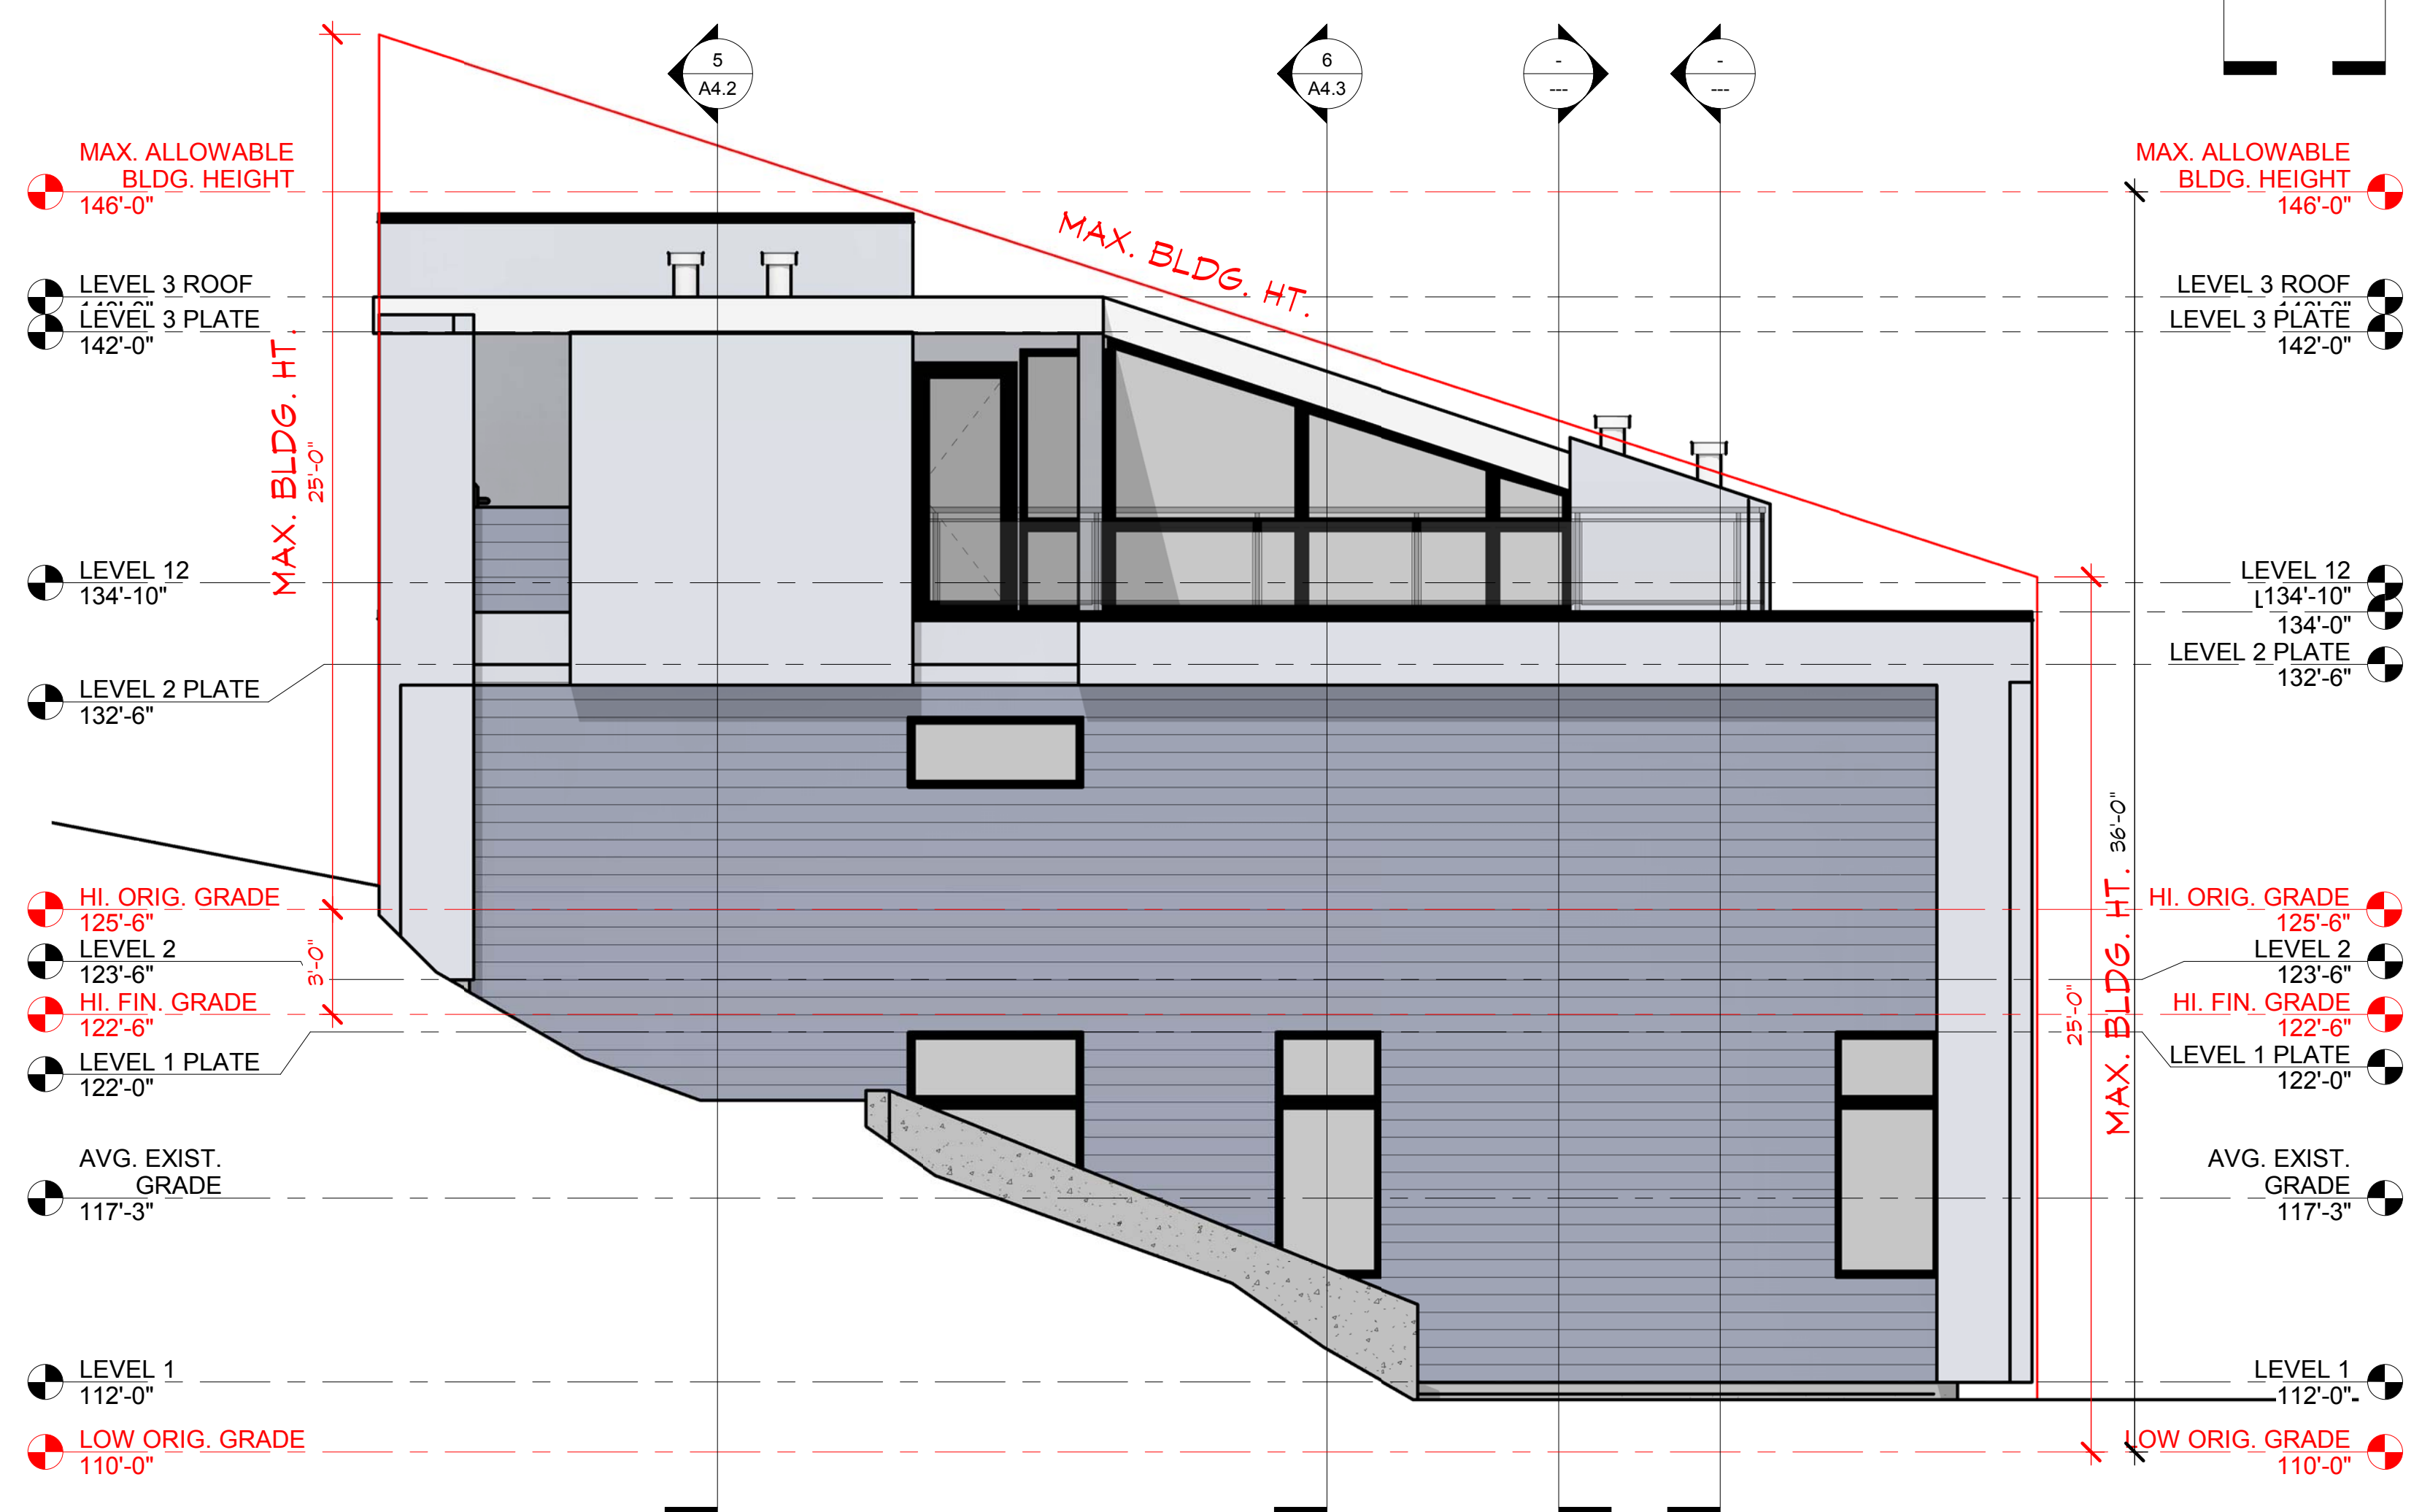 5
A4.2
6
A4.3
-
---
-
---
MAX. ALLOWABLE
BLDG. HEIGHT
146'-0"
LEVEL 3 ROOF
LEVEL 3 PLATE
142'-0"
MAX. BLDG. HT.
25'-0"
LEVEL 12
134'-10"
LEVEL 2 PLATE
132'-6"
HI. ORIG. GRADE
125'-6"
LEVEL 2
123'-6"
3'-0"
HI. FIN. GRADE
122'-6"
LEVEL 1 PLATE
122'-0"
AVG. EXIST.
GRADE
117'-3"
LEVEL 1
112'-0"
LOW ORIG. GRADE
110'-0"
MAX. BLDG. HT.
MAX. ALLOWABLE
BLDG. HEIGHT
146'-0"
LEVEL 3 ROOF
LEVEL 3 PLATE
142'-0"
LEVEL 12
134'-10"
134'-0"
LEVEL 2 PLATE
132'-6"
36'-0"
MAX. BLDG. HT.
25'-0"
HI. ORIG. GRADE
125'-6"
LEVEL 2
123'-6"
HI. FIN. GRADE
122'-6"
LEVEL 1 PLATE
122'-0"
AVG. EXIST.
GRADE
117'-3"
LEVEL 1
112'-0"
LOW ORIG. GRADE
110'-0"